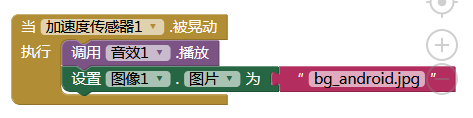 当 加速度传感器1 .被晃动
执行 调用 音效1 .播放
设置 图像1 . 图片 为 “ bg_android.jpg ”